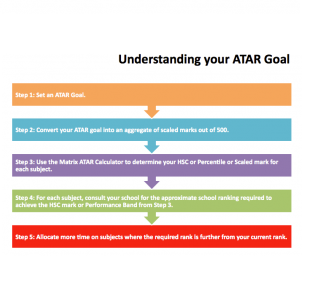 Understanding your ATAR Goal
Step 1: Set an ATAR Goal.
Step 2: Convert your ATAR goal into an aggregate of scaled marks out of 500.
Step 3: Use the Matrix ATAR Calculator to determine your HSC or Percentile or Scaled mark for
each subject.
Step 4: For each subject, consult your school for the approximate school ranking required to
achieve the HSC mark or Performance Band from Step 3.
Step 5: Allocate more time on subjects where the required rank is further from your current rank.